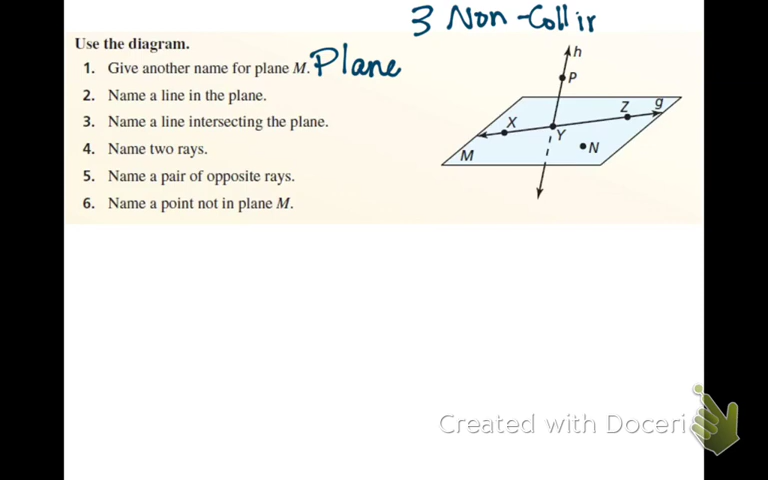 3 Non-Collin
Use the diagram.
1. Give another name for plane M. Plane
2. Name a line in the plane.
3. Name a line intersecting the plane.
4. Name two rays.
5. Name a pair of opposite rays.
6. Name a point not in plane M.
h
P
Z g
X
Y
N
M
Created with Doceri